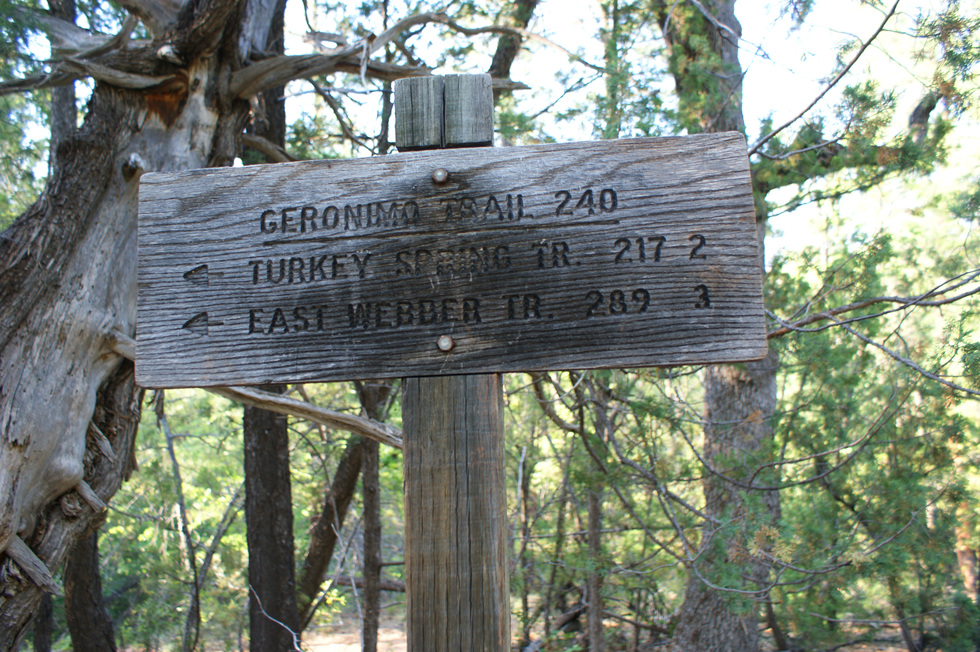 GERONIMO TRAIL 240
TURKEY SPRING TR. 217 2
EAST WEBBER TR. 289 3